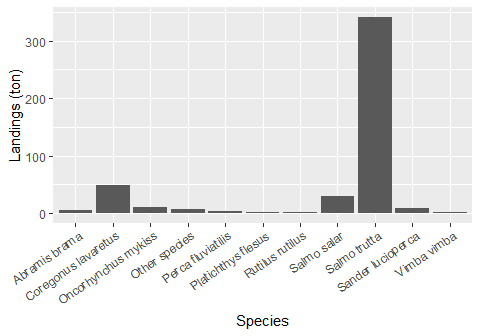 Landings (ton)
300
200
100
0
Abramis brama
Coregonus lavaretus
Oncorhynchus mykiss
Other species
Perca fluviatilis
Platichthys flesus
Rutilus rutilus
Salmo salar
Salmo trutta
Sander lucioperca
Vimba vimba
Species